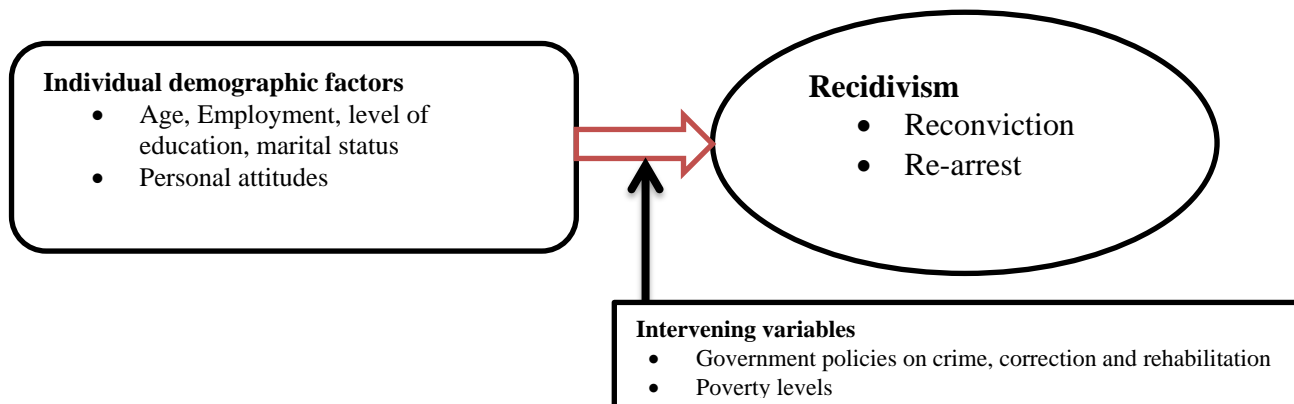 Individual demographic factors
• Age, Employment, level of
education, marital status
• Personal attitudes
Recidivism
• Reconviction
• Re-arrest
Intervening variables
• Government policies on crime, correction and rehabilitation
• Poverty levels